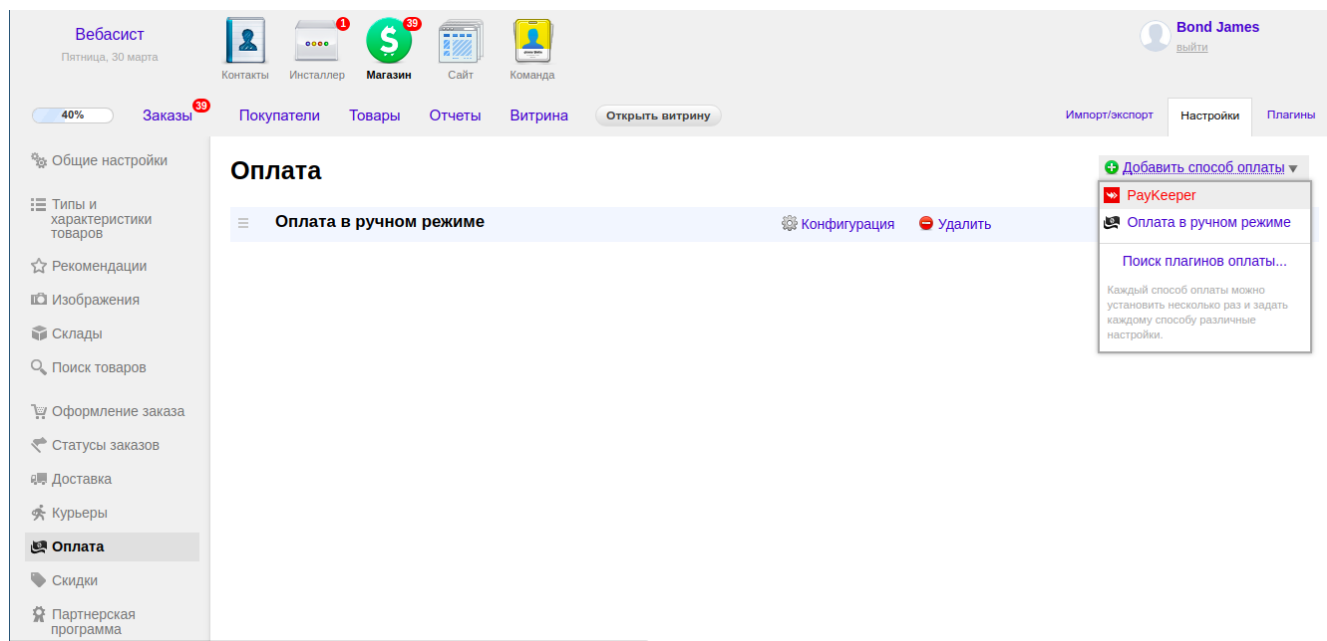 Вебасист
Пятница, 30 марта
1
39
Контакты Инсталлер Магазин Сайт Команда
Bond James
выйти
40% Заказы 39 Покупатели Товары Отчеты Витрина Открыть витрину Импорт/экспорт Настройки Плагины
Общие настройки
Типы и
характеристики
товаров
Рекомендации
Изображения
Склады
Поиск товаров
Оформление заказа
Статусы заказов
Доставка
Курьеры
Оплата
Скидки
Партнерская
программа
Оплата
Оплата в ручном режиме Конфигурация Удалить
Добавить способ оплаты ▼
PayKeeper
Оплата в ручном режиме
Поиск плагинов оплаты...
Каждый способ оплаты можно
установить несколько раз и задать
каждому способу различные
настройки.